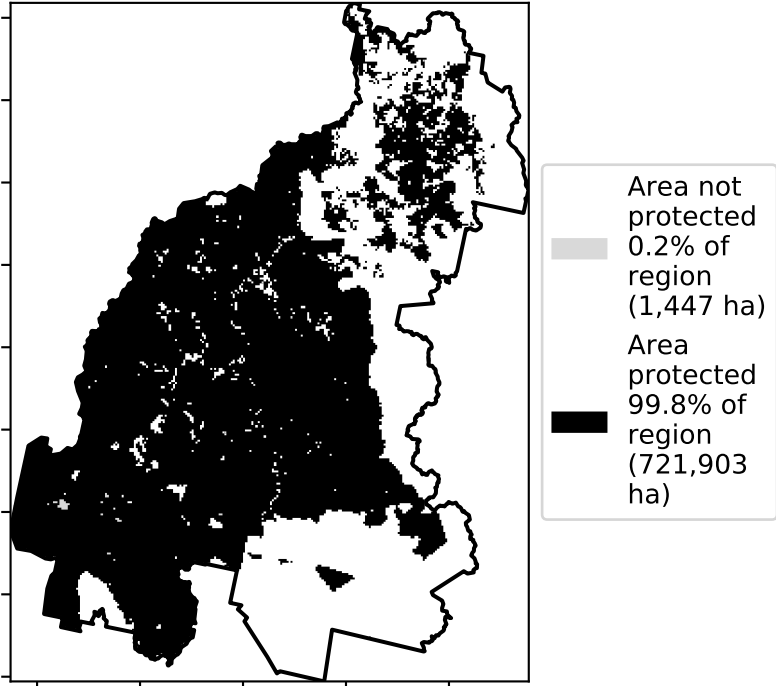 Area not
protected
0.2% of
region
(1,447 ha)
Area
protected
99.8% of
region
(721,903
ha)